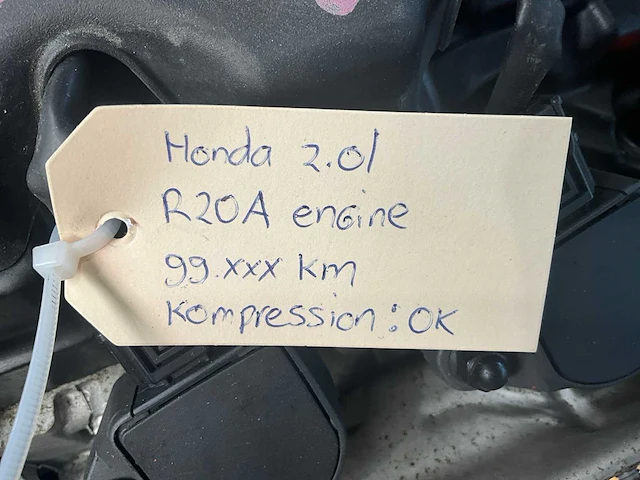 Honda 2.0l
R20A engine
99.xxx km
Kompression: OK